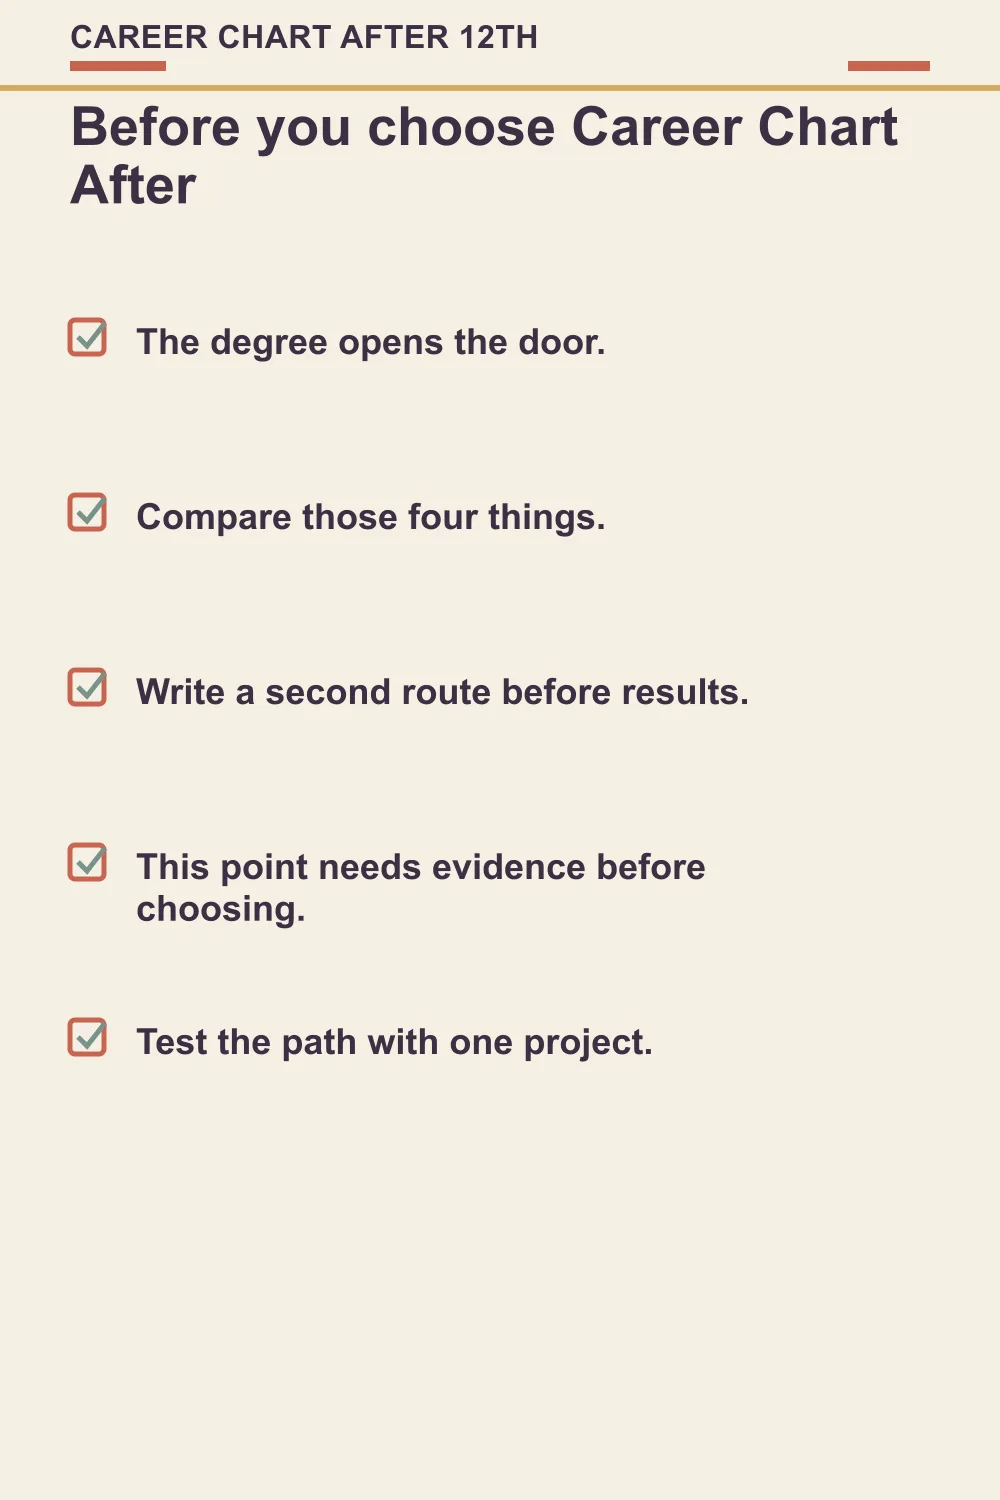 CAREER CHART AFTER 12TH
Before you choose Career Chart
After
The degree opens the door.
Compare those four things.
Write a second route before results.
This point needs evidence before
choosing.
Test the path with one project.